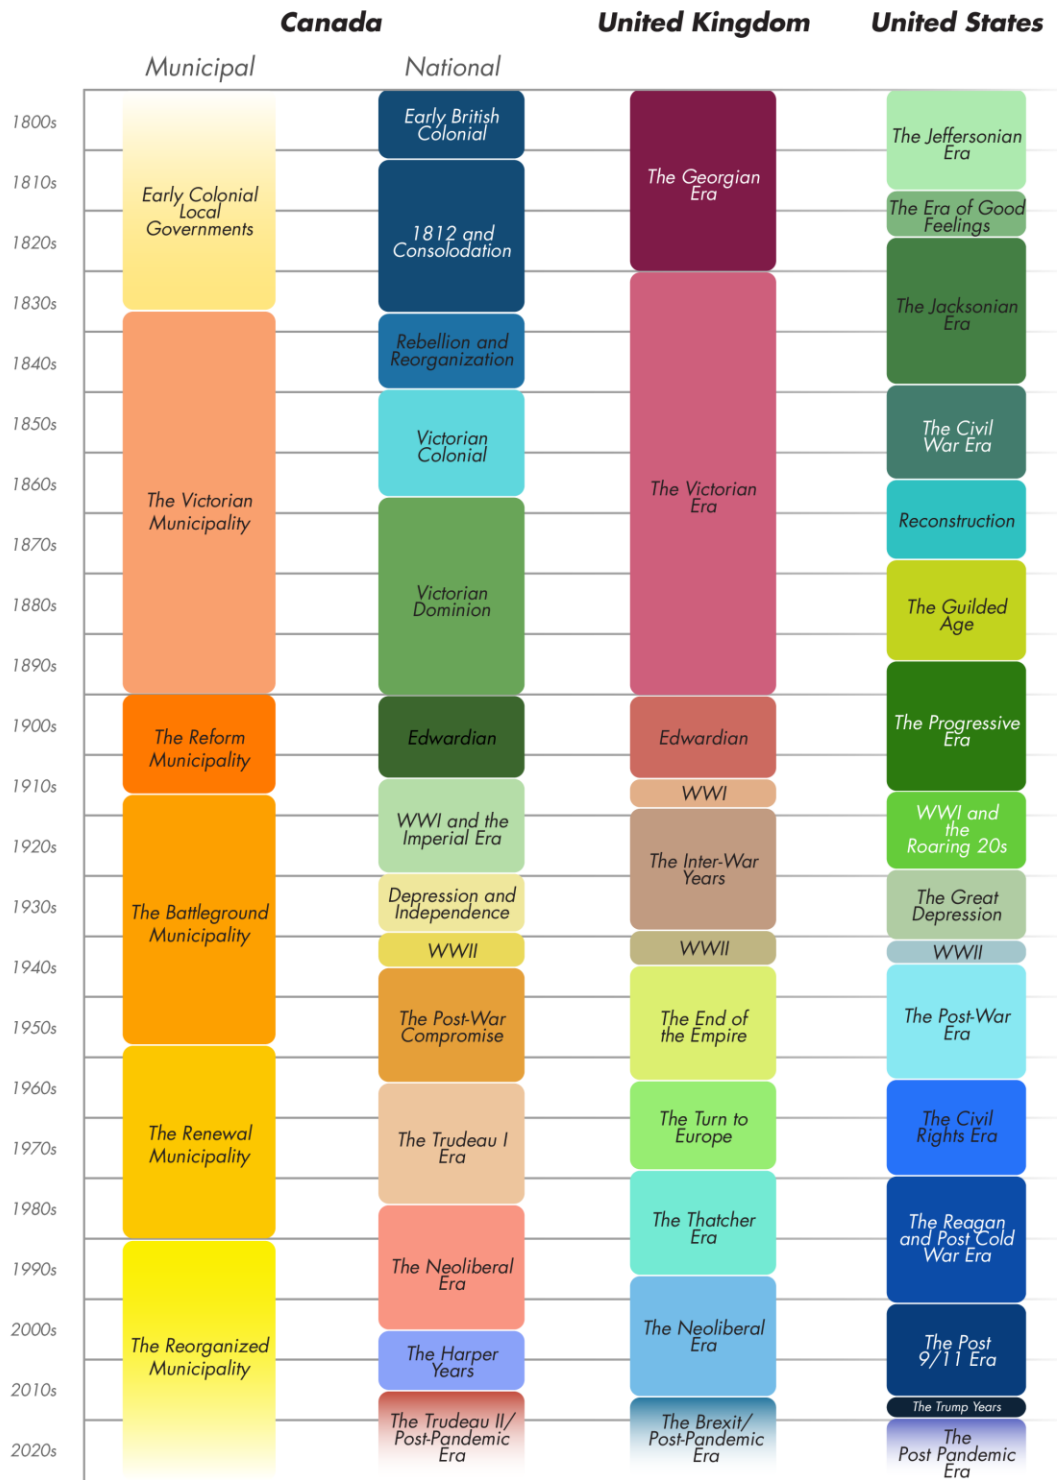 Canada
United Kingdom
United States
Municipal
National
1800s
1810s
1820s
1830s
1840s
1850s
1860s
1870s
1880s
1890s
1900s
1910s
1920s
1930s
1940s
1950s
1960s
1970s
1980s
1990s
2000s
2010s
2020s
Early Colonial
Local
Governments
The Victorian
Municipality
The Reform
Municipality
The Battleground
Municipality
The Renewal
Municipality
The Reorganized
Municipality
Early British
Colonial
1812 and
Consolodation
Rebellion and
Reorganization
Victorian
Colonial
Victorian
Dominion
Edwardian
WWI and the
Imperial Era
Depression and
Independence
WWII
The Post-War
Compromise
The Trudeau I
Era
The Neoliberal
Era
The Harper
Years
The Trudeau II/
Post-Pandemic
Era
The Georgian
Era
The Victorian
Era
Edwardian
WWI
The Inter-War
Years
WWII
The End of
the Empire
The Turn to
Europe
The Thatcher
Era
The Neoliberal
Era
The Brexit/
Post-Pandemic
Era
The Jeffersonian
Era
The Era of Good
Feelings
The Jacksonian
Era
The Civil
War Era
Reconstruction
The Guilded
Age
The Progressive
Era
WWI and
the
Roaring 20s
The Great
Depression
WWII
The Post-War
Era
The Civil
Rights Era
The Reagan
and Post Cold
War Era
The Post
9/11 Era
The Trump Years
The
Post Pandemic
Era